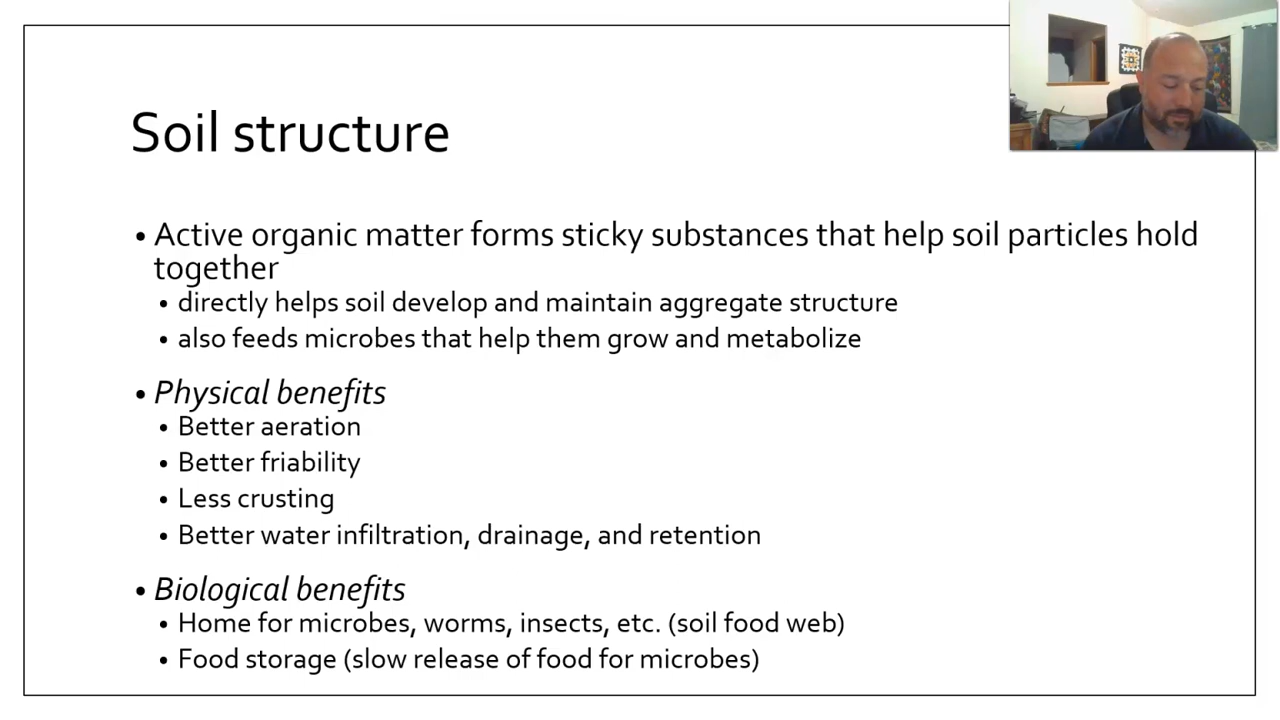 Soil structure
• Active organic matter forms sticky substances that help soil particles hold
together
• directly helps soil develop and maintain aggregate structure
• also feeds microbes that help them grow and metabolize
• Physical benefits
• Better aeration
• Better friability
• Less crusting
• Better water infiltration, drainage, and retention
• Biological benefits
• Home for microbes, worms, insects, etc. (soil food web)
• Food storage (slow release of food for microbes)